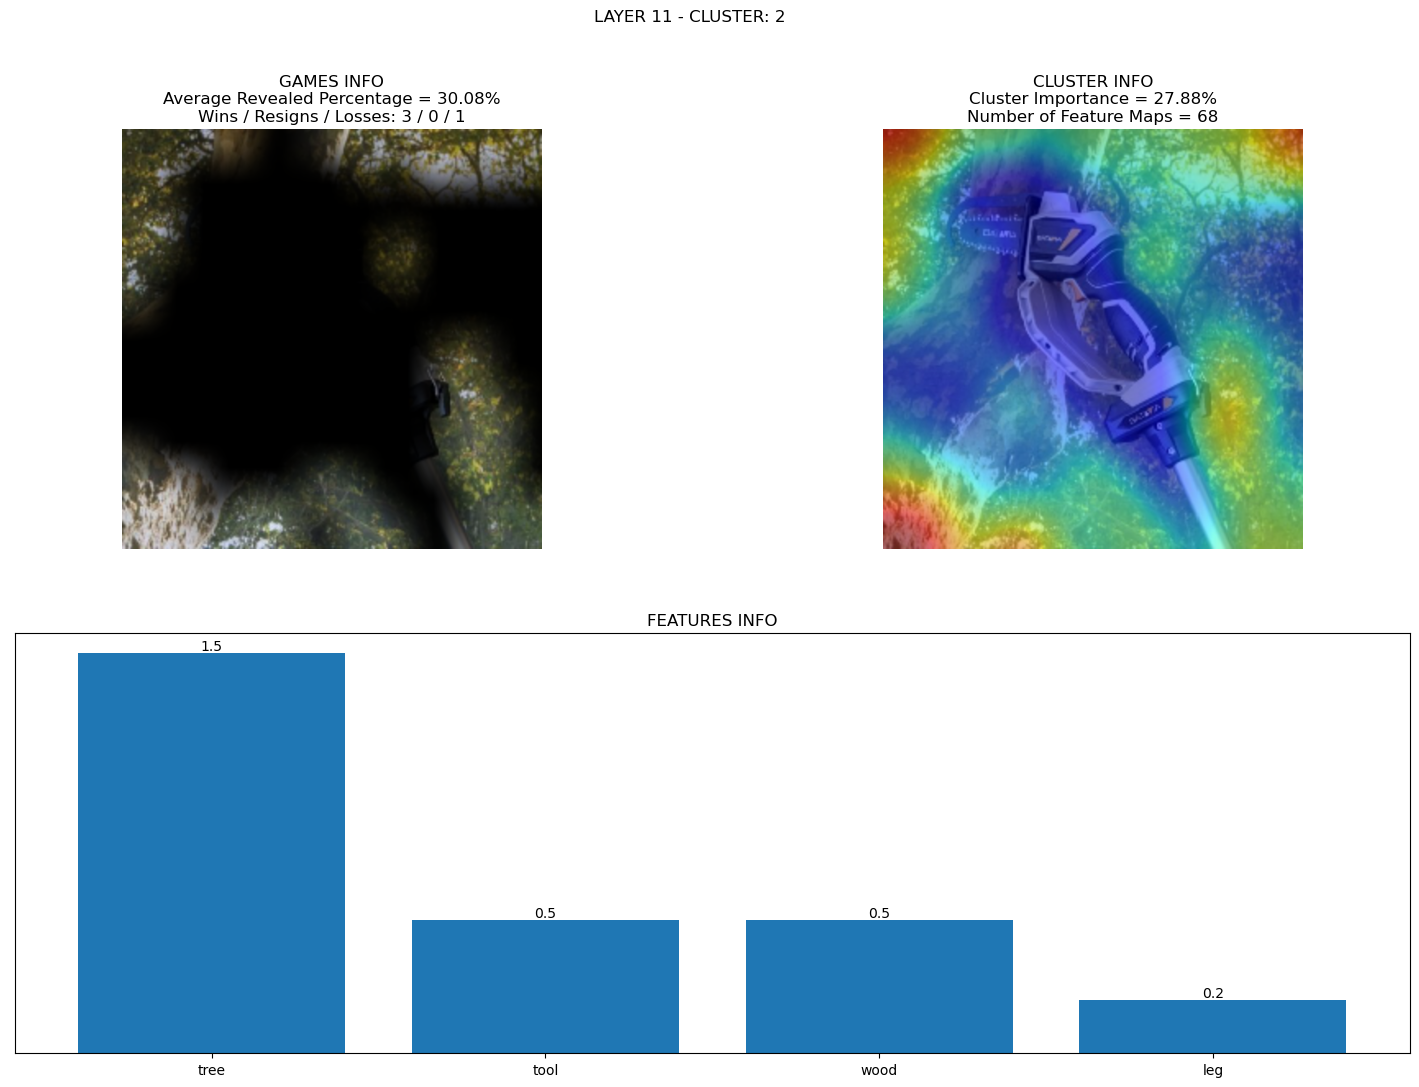 LAYER 11 - CLUSTER: 2
GAMES INFO
Average Revealed Percentage = 30.08%
Wins / Resigns / Losses: 3 / 0 / 1
CLUSTER INFO
Cluster Importance = 27.88%
Number of Feature Maps = 68
FEATURES INFO
1.5
0.5
0.5
0.2
tree
tool
wood
leg